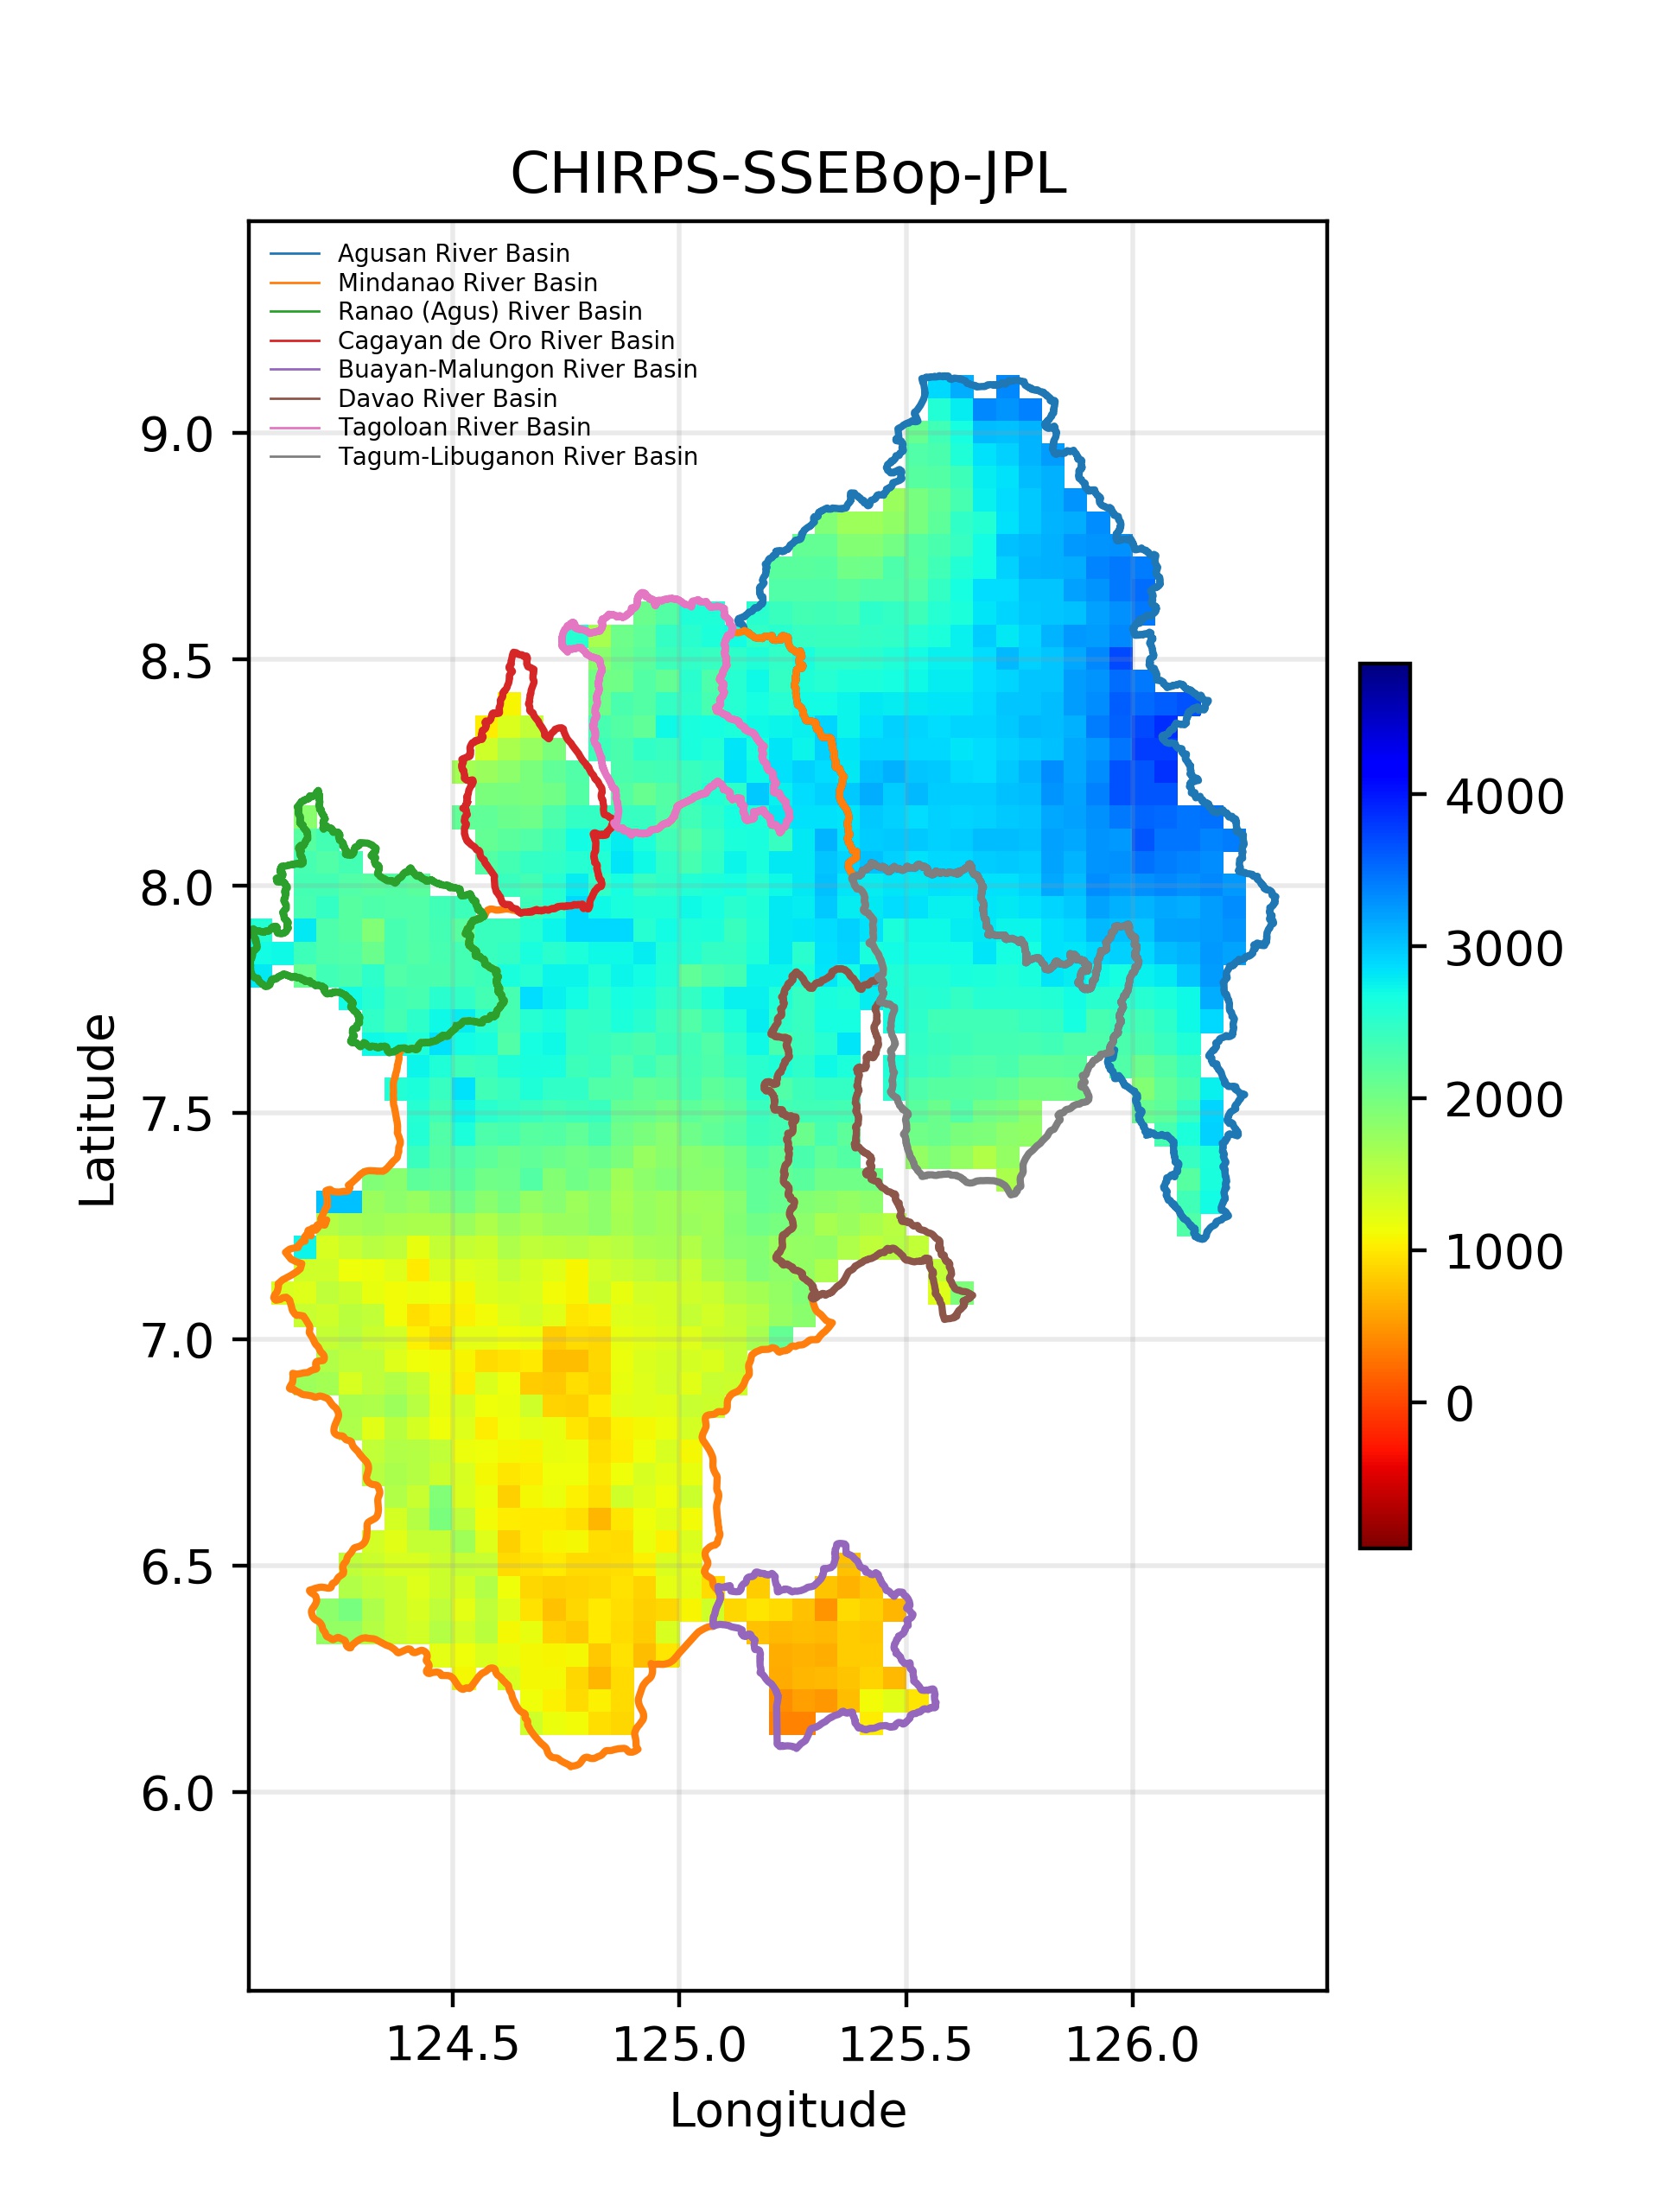 CHIRPS-SSEBop-JPL
Agusan River Basin
Mindanao River Basin
Ranao (Agus) River Basin
Cagayan de Oro River Basin
Buayan-Malungon River Basin
Davao River Basin
Tagoloan River Basin
Tagum-Libuganon River Basin
9.0
8.5
8.0
7.5
7.0
6.5
6.0
Latitude
124.5 125.0 125.5 126.0
Longitude
4000
3000
2000
1000
0